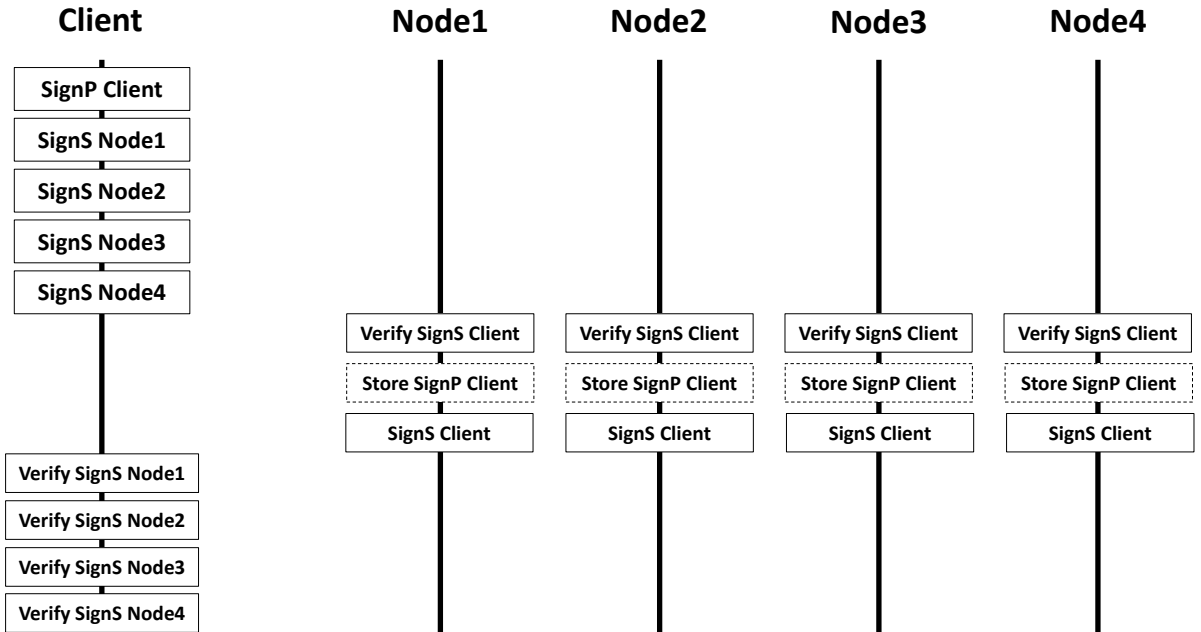 Client
Node1
Node2
Node3
Node4
SignP Client
SignS Node1
SignS Node2
SignS Node3
SignS Node4
Verify SignS Client
Verify SignS Client
Verify SignS Client
Verify SignS Client
Store SignP Client
Store SignP Client
Store SignP Client
Store SignP Client
SignS Client
SignS Client
SignS Client
SignS Client
Verify SignS Node1
Verify SignS Node2
Verify SignS Node3
Verify SignS Node4